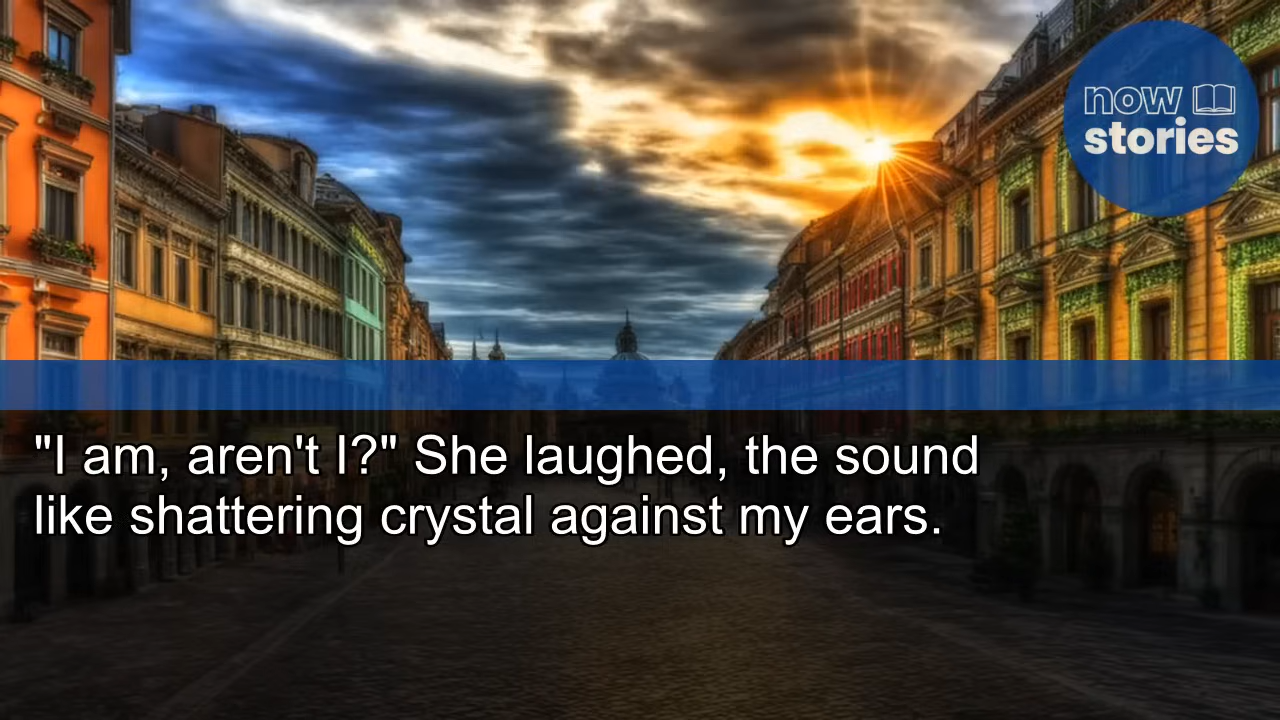 now
stories
"I am, aren't I?" She laughed, the sound
like shattering crystal against my ears.